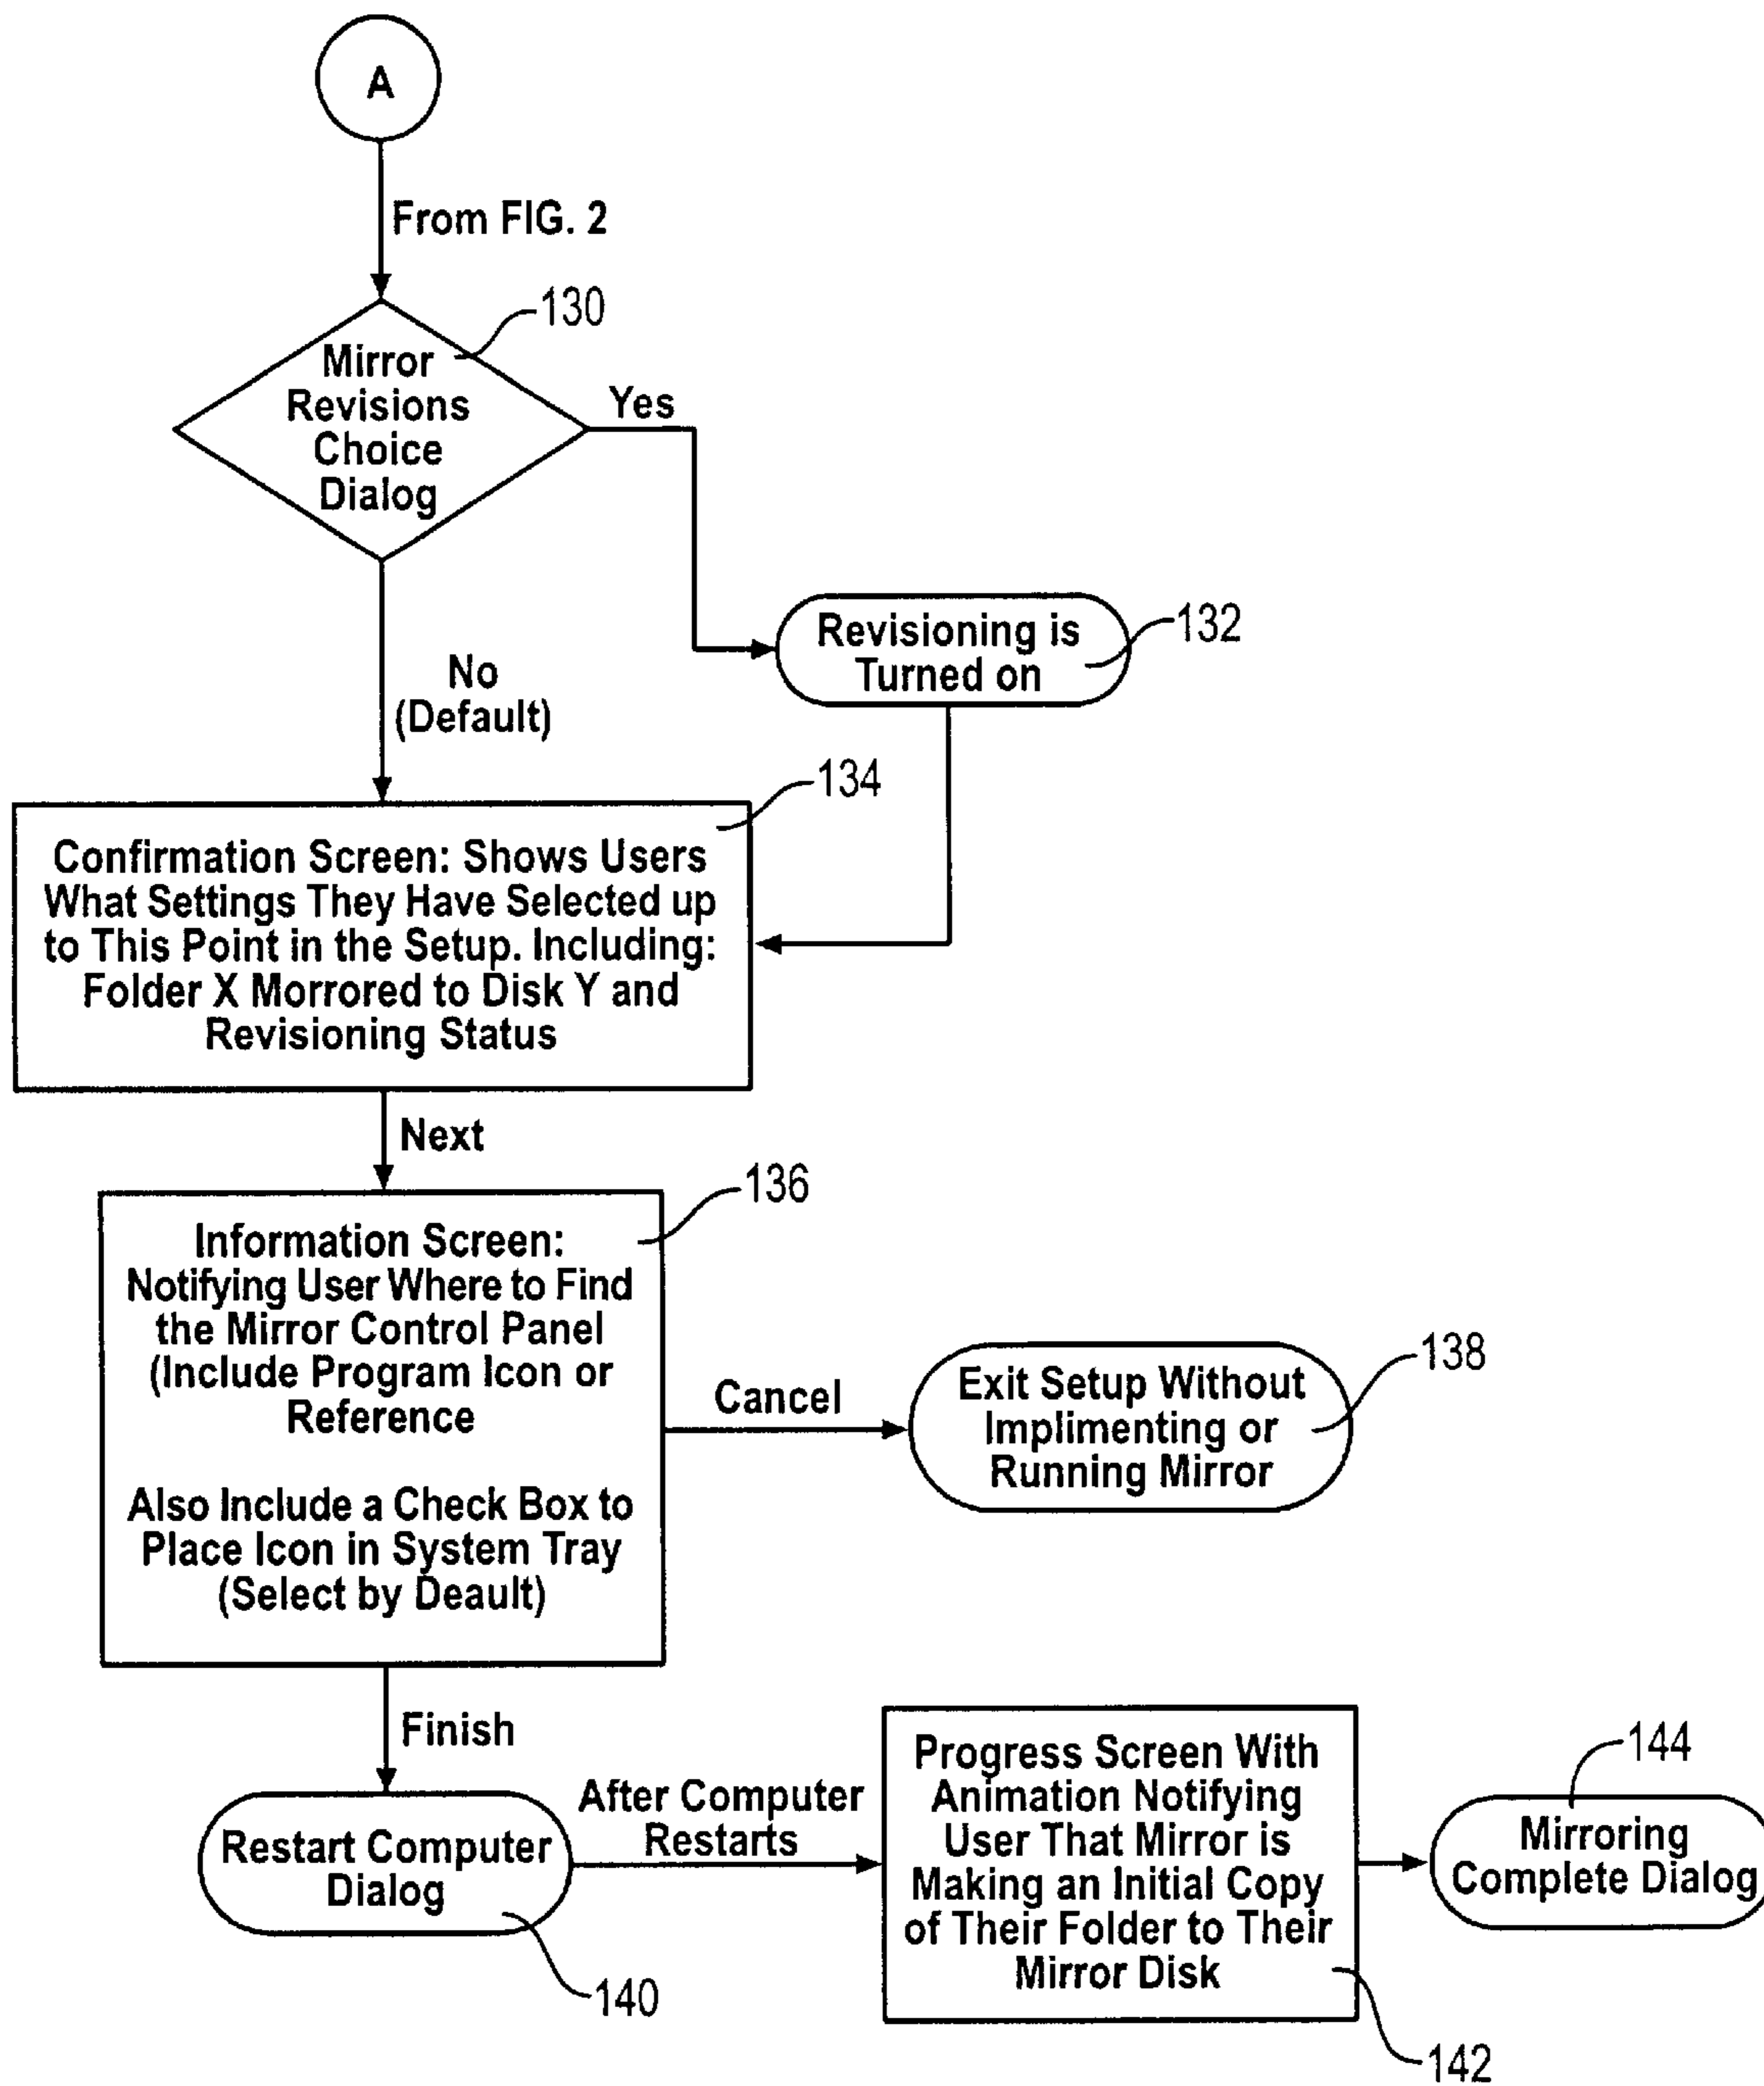 A
From FIG. 2
130
Mirror
Revisions
Choice
Dialog
Yes
Revisioning is
Turned on
132
No
(Default)
134
Confirmation Screen: Shows Users
What Settings They Have Selected up
to This Point in the Setup. Including:
Folder X Morrored to Disk Y and
Revisioning Status
Next
136
Information Screen:
Notifying User Where to Find
the Mirror Control Panel
(Include Program Icon or
Reference
Also Include a Check Box to
Place Icon in System Tray
(Select by Deault)
Cancel
Exit Setup Without
Implimenting or
Running Mirror
138
Finish
Restart Computer
Dialog
140
After Computer
Restarts
Progress Screen With
Animation Notifying
User That Mirror is
Making an Initial Copy
of Their Folder to Their
Mirror Disk
142
144
Mirroring
Complete Dialog